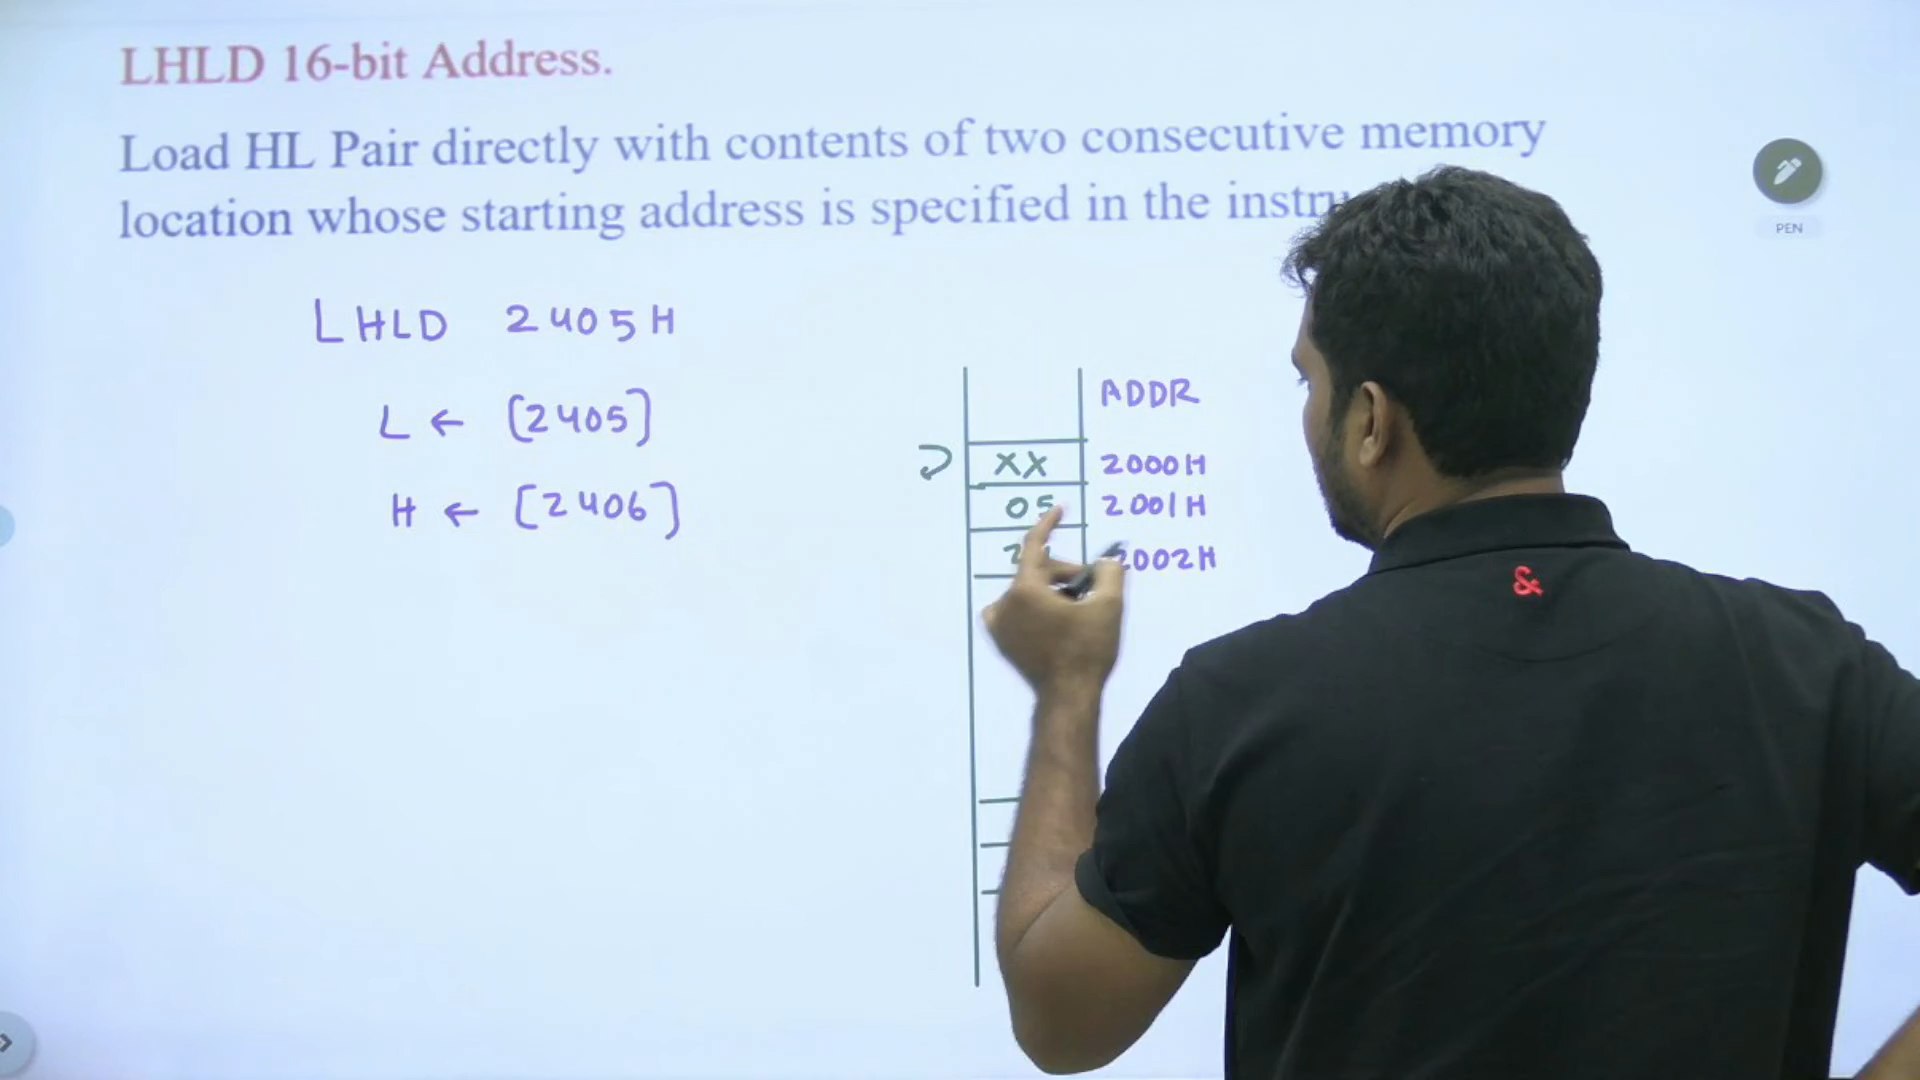 LHLD 16-bit Address.
Load HL Pair directly with contents of two consecutive memory
location whose starting address is specified in the
PEN
LHLD 2405H
L ← [2405]
H ← [2406]
ADDR
XX 2000H
05 2001H
2002H
&